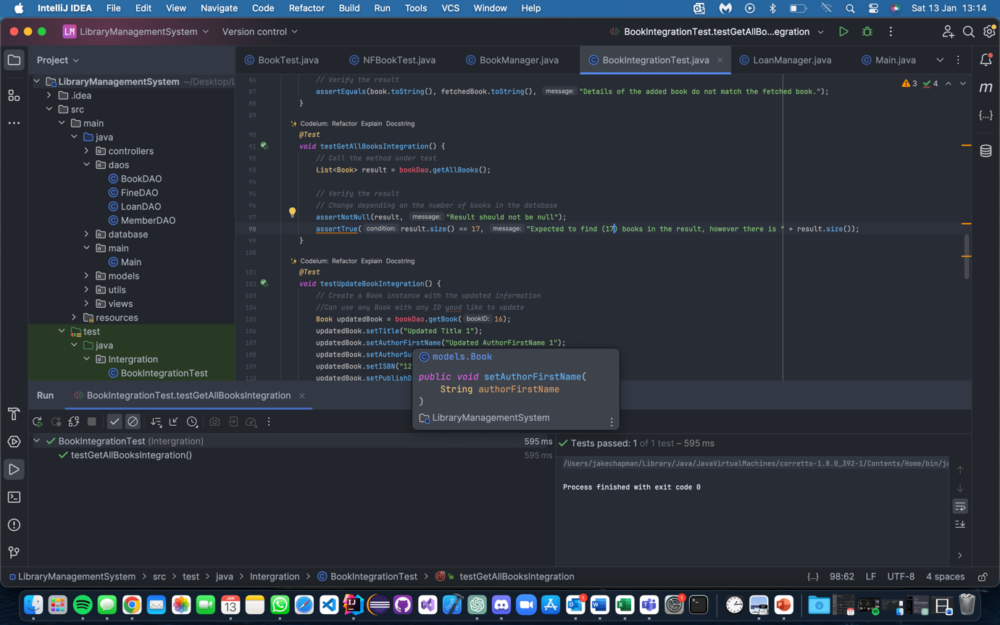 IntelliJ IDEA File Edit View Navigate Code Refactor Build Run Tools VCS Window Help Sat 13 Jan 13:14
LM LibraryManagementSystem Version control BookIntegrationTest.testGetAllBo...egration
Project BookTest.java NFBookTest.java BookManager.java BookIntegrationTest.java LoanManager.java Main.java
LibraryManagementSystem ~/Desktop/L
.idea
src
main
java
controllers
daos
BookDAO
FineDAO
LoanDAO
MemberDAO
database
main
Main
models
utils
views
resources
test
java
Intergration
BookIntegrationTest
3 4
86 // Verify the result
87 assertEquals(book.toString(), fetchedBook.toString(), message: "Details of the added book do not match the fetched book.");
88 }
89
Codeium: Refactor Explain Docstring
90 @Test
91 void testGetAllBooksIntegration() {
92 // Call the method under test
93 List<Book> result = bookDao.getAllBooks();
94
95 // Verify the result
96 // Change depending on the number of books in the database
97 assertNotNull(result, message: "Result should not be null");
98 assertTrue( condition: result.size() == 17, message: "Expected to find (17) books in the result, however there is " + result.size());
99 }
100
Codeium: Refactor Explain Docstring
101 @Test
102 void testUpdateBookIntegration() {
103 // Create a Book instance with the updated information
104 //Can use any Book with any ID youd like to update
105 Book updatedBook = bookDao.getBook( bookID: 16);
106 updatedBook.setTitle("Updated Title 1");
107 updatedBook.setAuthorFirstName("Updated AuthorFirstName 1");
108 updatedBook.setAuthorSu
109 updatedBook.setISBN("12
110 updatedBook.setPublishD
models.Book
public void setAuthorFirstName(
String authorFirstName
)
LibraryManagementSystem
Run BookIntegrationTest.testGetAllBooksIntegration
BookIntegrationTest (Intergration) 595 ms
testGetAllBooksIntegration() 595 ms
Tests passed: 1 of 1 test – 595 ms
/Users/jakechapman/Library/Java/JavaVirtualMachines/corretto-1.8.0_392-1/Contents/Home/bin/ja
Process finished with exit code 0
LibraryManagementSystem > src > test > java > Intergration > BookIntegrationTest > testGetAllBooksIntegration {...} 98:62 LF UTF-8 4 spaces
JAN 13